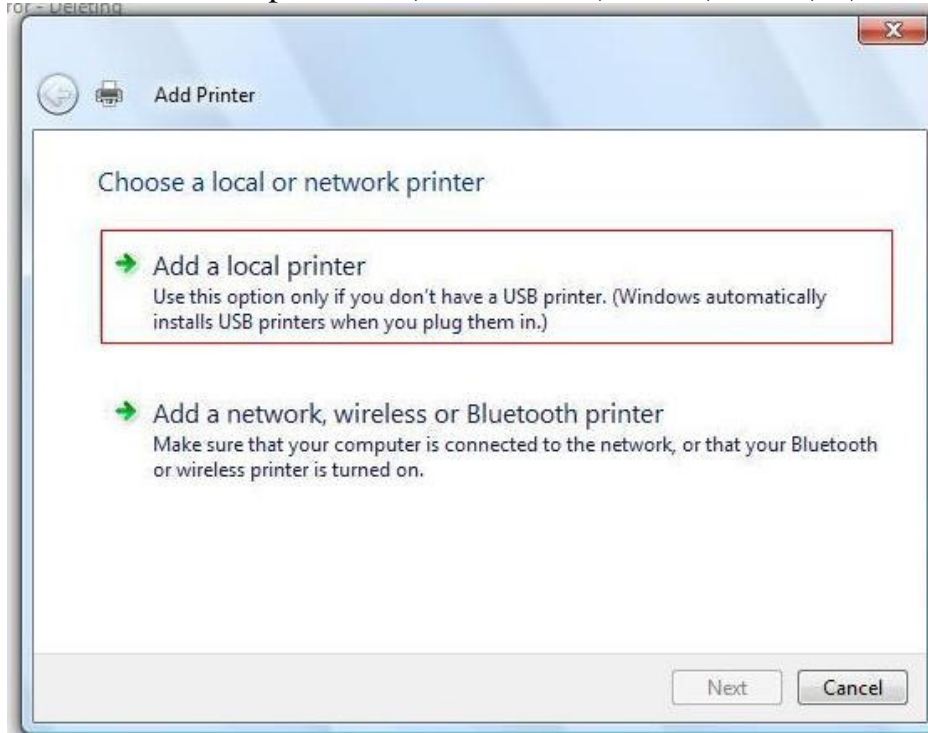 ror - Deleting
Add Printer
Choose a local or network printer
Add a local printer
Use this option only if you don't have a USB printer. (Windows automatically
installs USB printers when you plug them in.)
Add a network, wireless or Bluetooth printer
Make sure that your computer is connected to the network, or that your Bluetooth
or wireless printer is turned on.
Next
Cancel